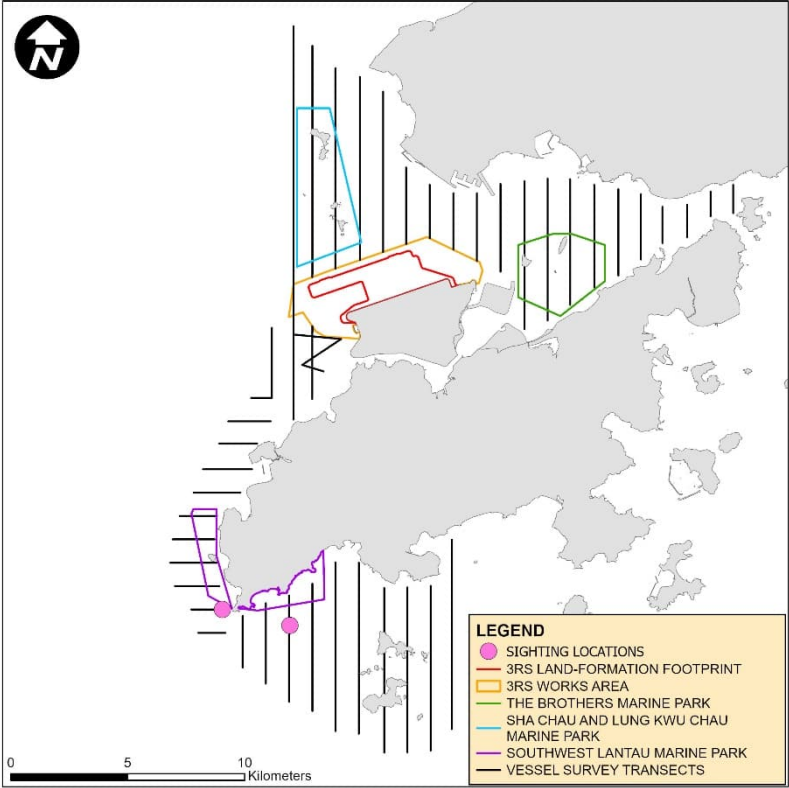 N
LEGEND
SIGHTING LOCATIONS
3RS LAND-FORMATION FOOTPRINT
3RS WORKS AREA
THE BROTHERS MARINE PARK
SHA CHAU AND LUNG KWU CHAU
MARINE PARK
SOUTHWEST LANTAU MARINE PARK
VESSEL SURVEY TRANSECTS
0 5 10
Kilometers